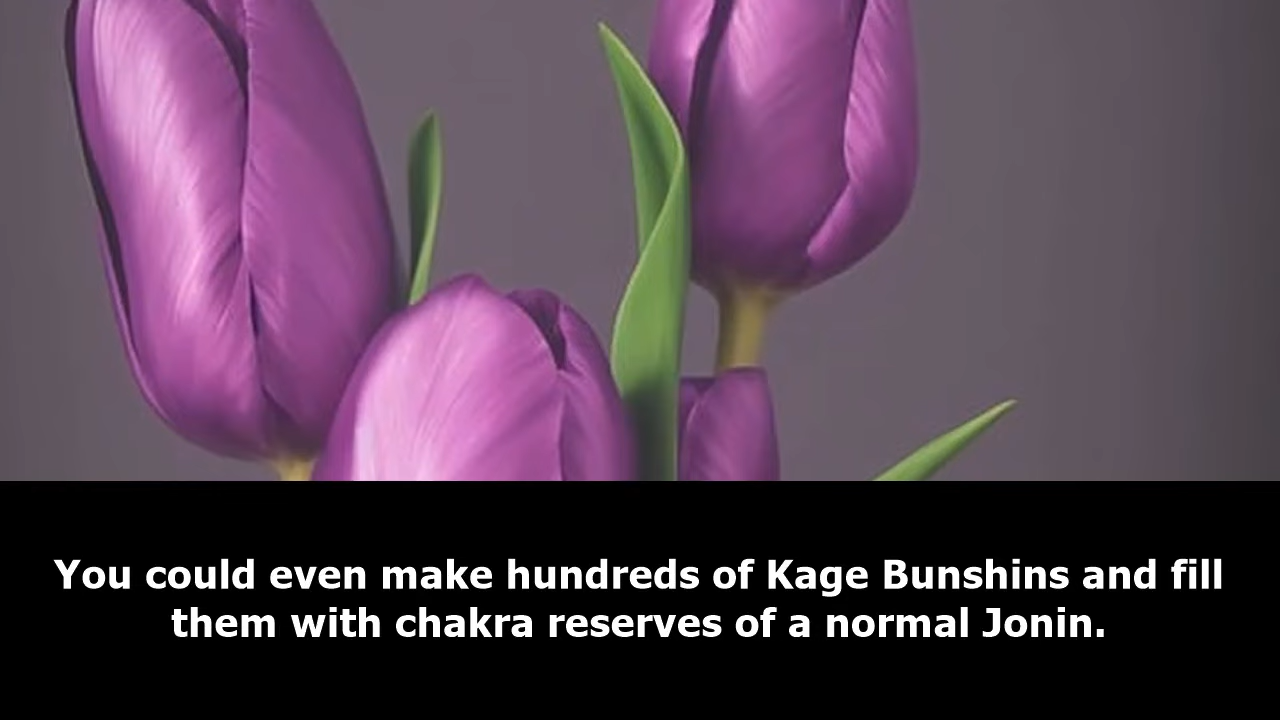 You could even make hundreds of Kage Bunshins and fill
them with chakra reserves of a normal Jonin.